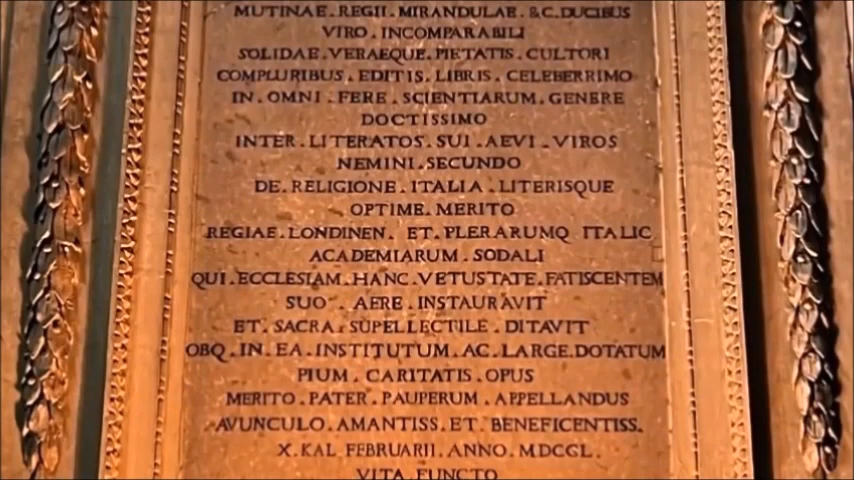 MUTINAE.REGII.MIRANDULAE.&C.DUCIBUS
VIRO.INCOMPARABILI
SOLIDAE.VERAEQUE.PIETATIS.CULTORI
COMPLURIBUS.EDITIS.LIBRIS.CELEBERRIMO
IN.OMNI.FERE.SCIENTIARUM.GENERE
DOCTISSIMO
INTER.LITTERATOS.SUI.AEVI.VIROS
NEMINI.SECUNDO
DE.RELIGIONE.ITALIA.LITERISQUE
OPTIME.MERITO
REGIAE.LONDINEN.ET.PLERARUMQ.ITALIC
ACADEMIARUM.SODALI
QUI.ECCLESIAM.HANC.VETUSTATE.FATISCENTEM
SUO.AERE.INSTAURAVIT
ET.SACRA.SUPELLECTILE.DITAVIT
OBQ.IN.EA.INSTITUTUM.AC.LARGE.DOTATUM
PIUM.CARITATIS.OPUS
MERITO.PATER.PAUPERUM.APPELLANDUS
AVUNCULO.AMANTISS.ET.BENEFICENTISS
X.KAL.FEBRUARII.ANNO.MDCCL
VITA.FUNCTO